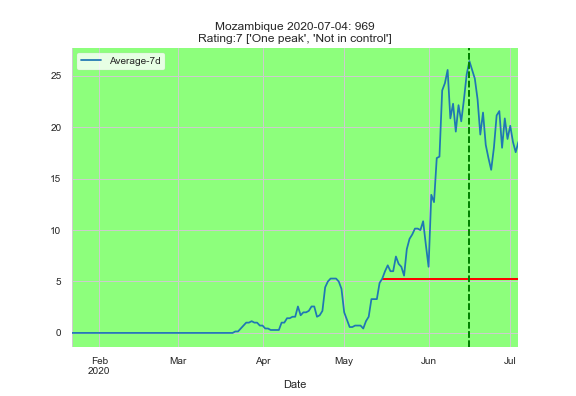 Mozambique 2020-07-04: 969
Rating:7 ['One peak', 'Not in control']
Average-7d
25
20
15
10
5
0
Feb
2020
Mar
Apr
May
Jun
Jul
Date